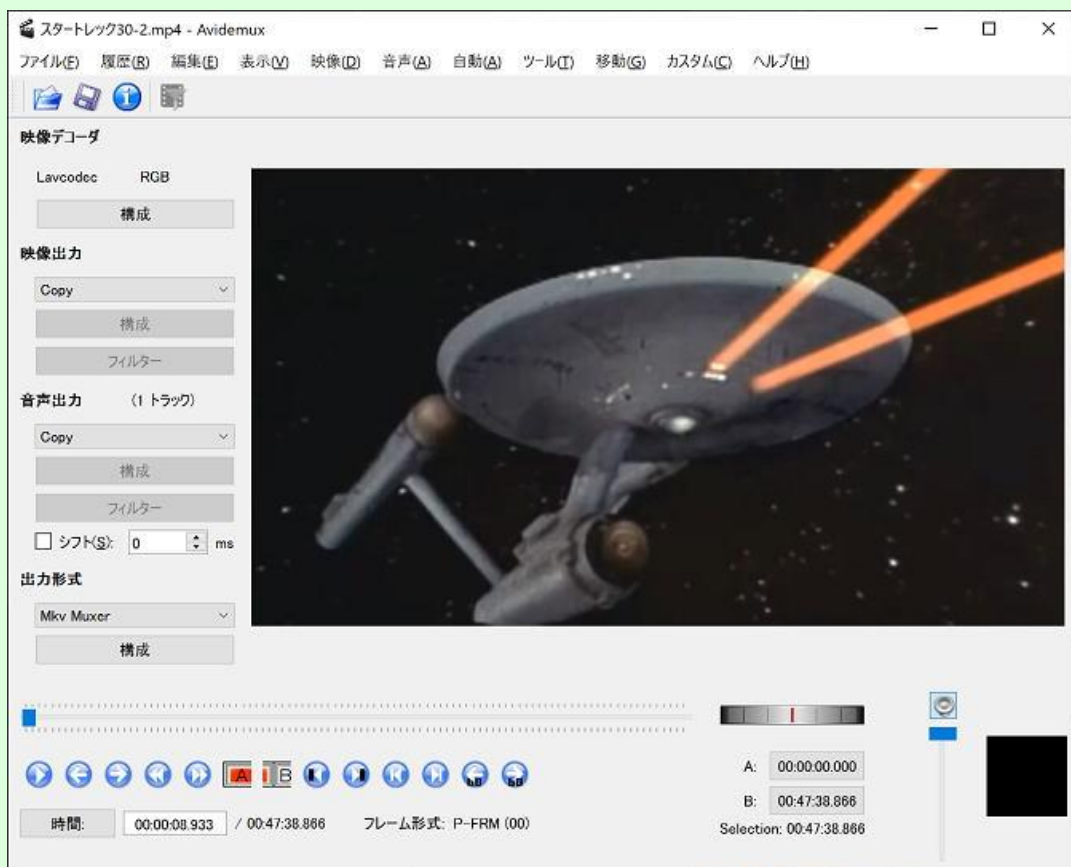 スタートレック30-2.mp4 - Avidemux
ファイル(F) 履歴(R) 編集(E) 表示(V) 映像(D) 音声(A) 自動(A) ツール(T) 移動(G) カスタム(C) ヘルプ(H)
映像デコーダ
Lavcodec RGB
構成
映像出力
Copy
構成
フィルター
音声出力 (1 トラック)
Copy
構成
フィルター
シフト(S): 0 ms
出力形式
Mkv Muxer
構成
A B
60 60
A: 00:00:00.000
B: 00:47:38.866
時間: 00:00:08.933 / 00:47:38.866 フレーム形式: P-FRM (00)
Selection: 00:47:38.866